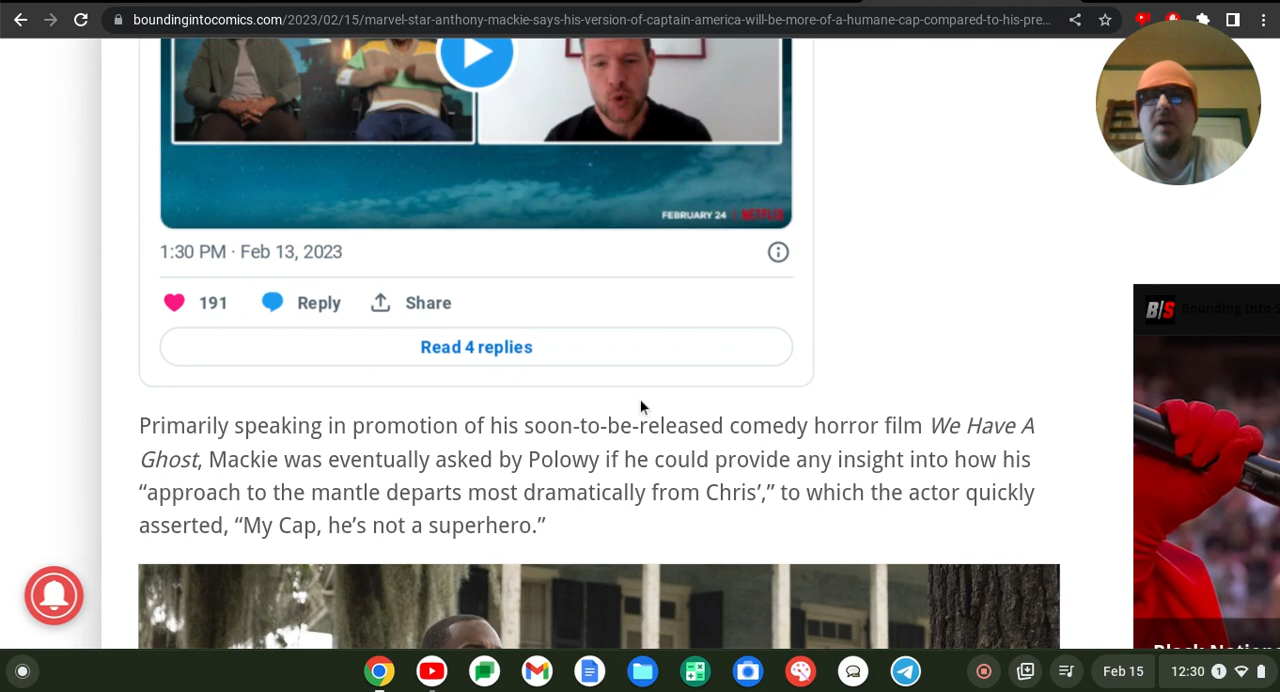 boundingintocomics.com/2023/02/15/marvel-star-anthony-mackie-says-his-version-of-captain-america-will-be-more-of-a-humane-cap-compared-to-his-pre...
FEBRUARY 24 | NETFLIX
1:30 PM · Feb 13, 2023
191 Reply Share
Read 4 replies
B/S Bounding Into
Primarily speaking in promotion of his soon-to-be-released comedy horror film We Have A
Ghost, Mackie was eventually asked by Polowy if he could provide any insight into how his
“approach to the mantle departs most dramatically from Chris’,” to which the actor quickly
asserted, “My Cap, he’s not a superhero.”
Feb 15 12:30 1